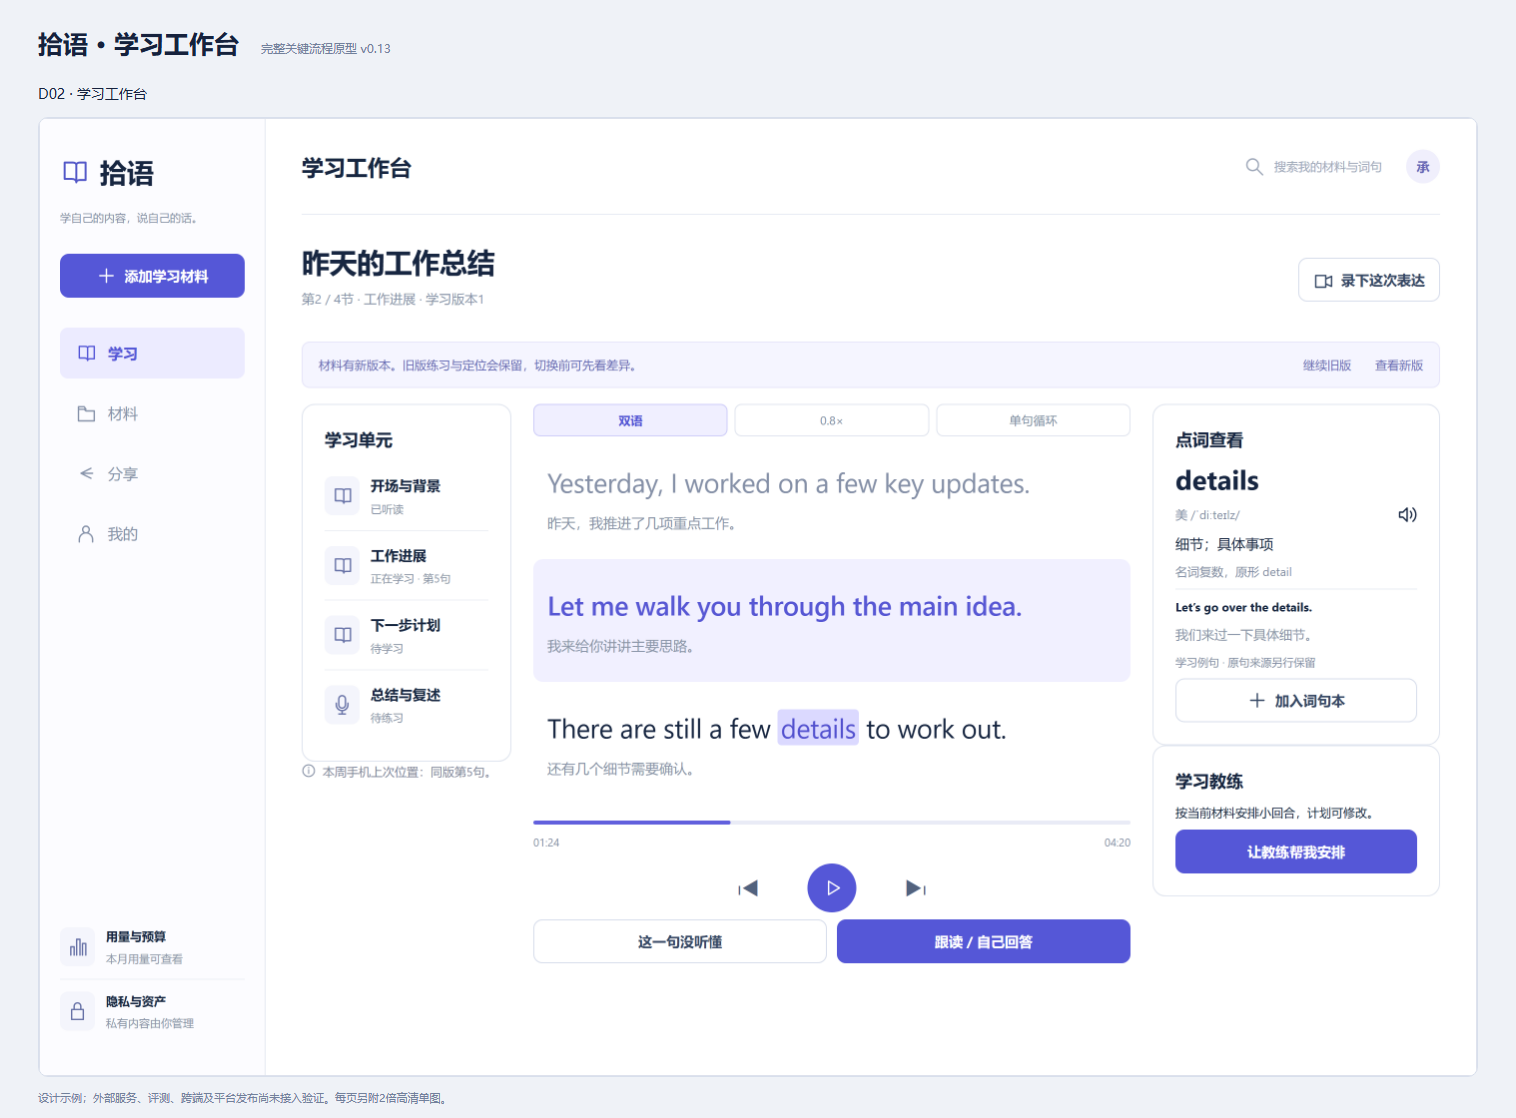 拾语 · 学习工作台 完整关键流程原型 v0.13
D02 · 学习工作台
拾语
学自己的内容，说自己的话。
添加学习材料
学习
材料
分享
我的
用量与预算
本月用量可查看
隐私与资产
私有内容由你管理
学习工作台
搜索我的材料与词句
承
昨天的工作总结
第2 / 4节 · 工作进展 · 学习版本1
录下这次表达
材料有新版本。旧版练习与定位会保留，切换前可先看差异。
继续旧版 查看新版
学习单元
开场与背景
已听读
工作进展
正在学习 · 第5句
下一步计划
待学习
总结与复述
待练习
本周手机上次位置：同版第5句。
双语
0.8×
单句循环
Yesterday, I worked on a few key updates.
昨天，我推进了几项重点工作。
Let me walk you through the main idea.
我来给你讲讲主要思路。
There are still a few details to work out.
还有几个细节需要确认。
01:24 04:20
这一句没听懂
跟读 / 自己回答
点词查看
details
美 /ˈdiːteɪlz/
细节；具体事项
名词复数，原形 detail
Let's go over the details.
我们来过一下具体细节。
学习例句 · 原句来源另行保留
加入词句本
学习教练
按当前材料安排小回合，计划可修改。
让教练帮我安排
设计示例；外部服务、评测、跨端及平台发布尚未接入验证。每页另附2倍高清单图。